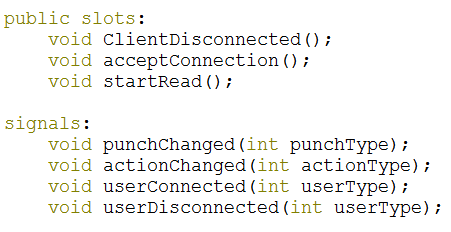 public slots:
    void ClientDisconnected();
    void acceptConnection();
    void startRead();

signals:
    void punchChanged(int punchType);
    void actionChanged(int actionType);
    void userConnected(int userType);
    void userDisconnected(int userType);